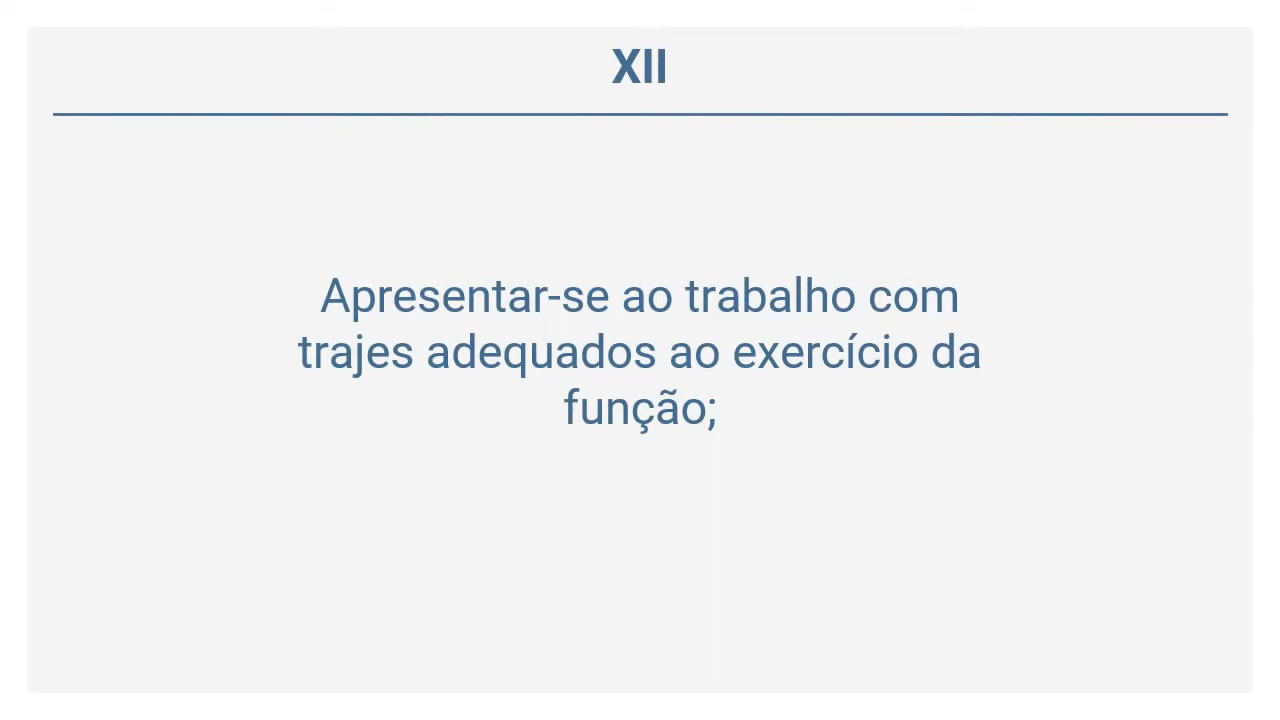 XII
Apresentar-se ao trabalho com
trajes adequados ao exercício da
função;